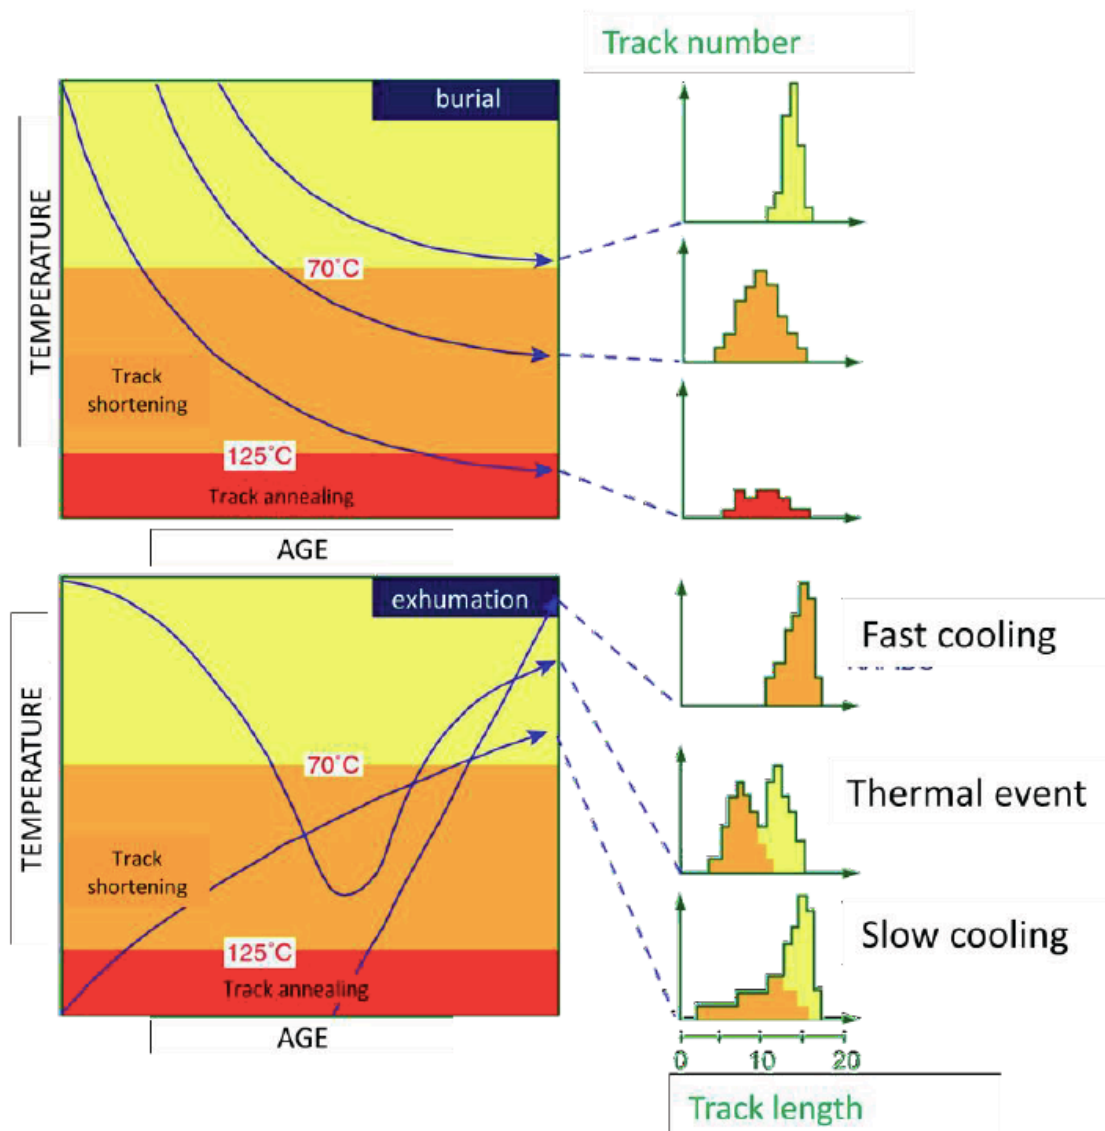 Track number
burial
TEMPERATURE
70°C
Track
shortening
125°C
Track annealing
AGE
exhumation
Fast cooling
TEMPERATURE
70°C
Thermal event
Track
shortening
Slow cooling
125°C
Track annealing
AGE
0 10 20
Track length